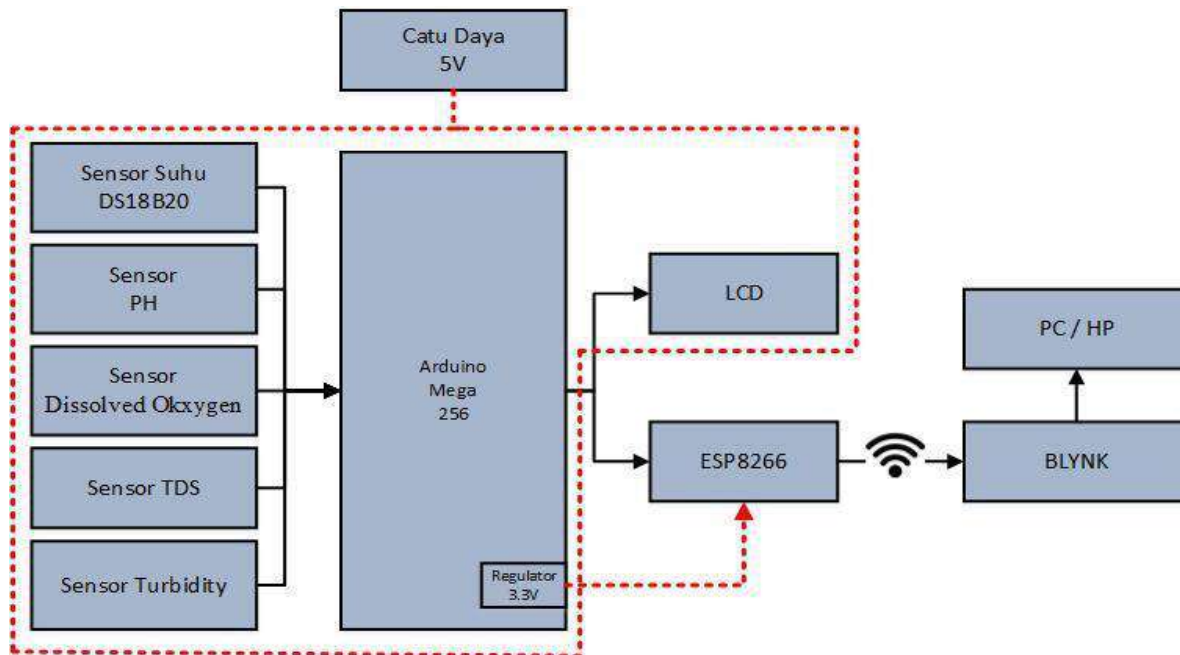 Catu Daya
5V
Sensor Suhu
DS18B20
Sensor
PH
Sensor
Dissolved Okxygen
Sensor TDS
Sensor Turbidity
Arduino
Mega
256
Regulator
3.3V
LCD
ESP8266
PC / HP
BLYNK